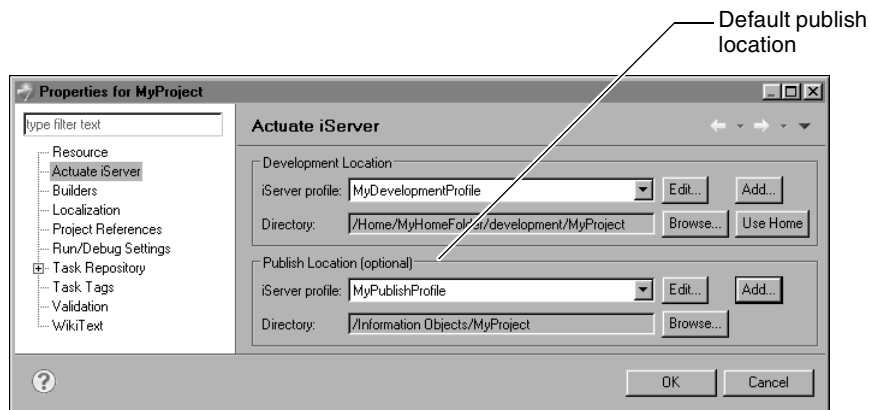 Default publish
location
Properties for MyProject
type filter text
Resource
Actuate iServer
Builders
Localization
Project References
Run/Debug Settings
Task Repository
Task Tags
Validation
WikiText
Actuate iServer
Development Location
iServer profile: MyDevelopmentProfile Edit... Add...
Directory: /Home/MyHomeFolder/development/MyProject Browse... Use Home
Publish Location (optional)
iServer profile: MyPublishProfile Edit... Add...
Directory: /Information Objects/MyProject Browse...
? OK Cancel